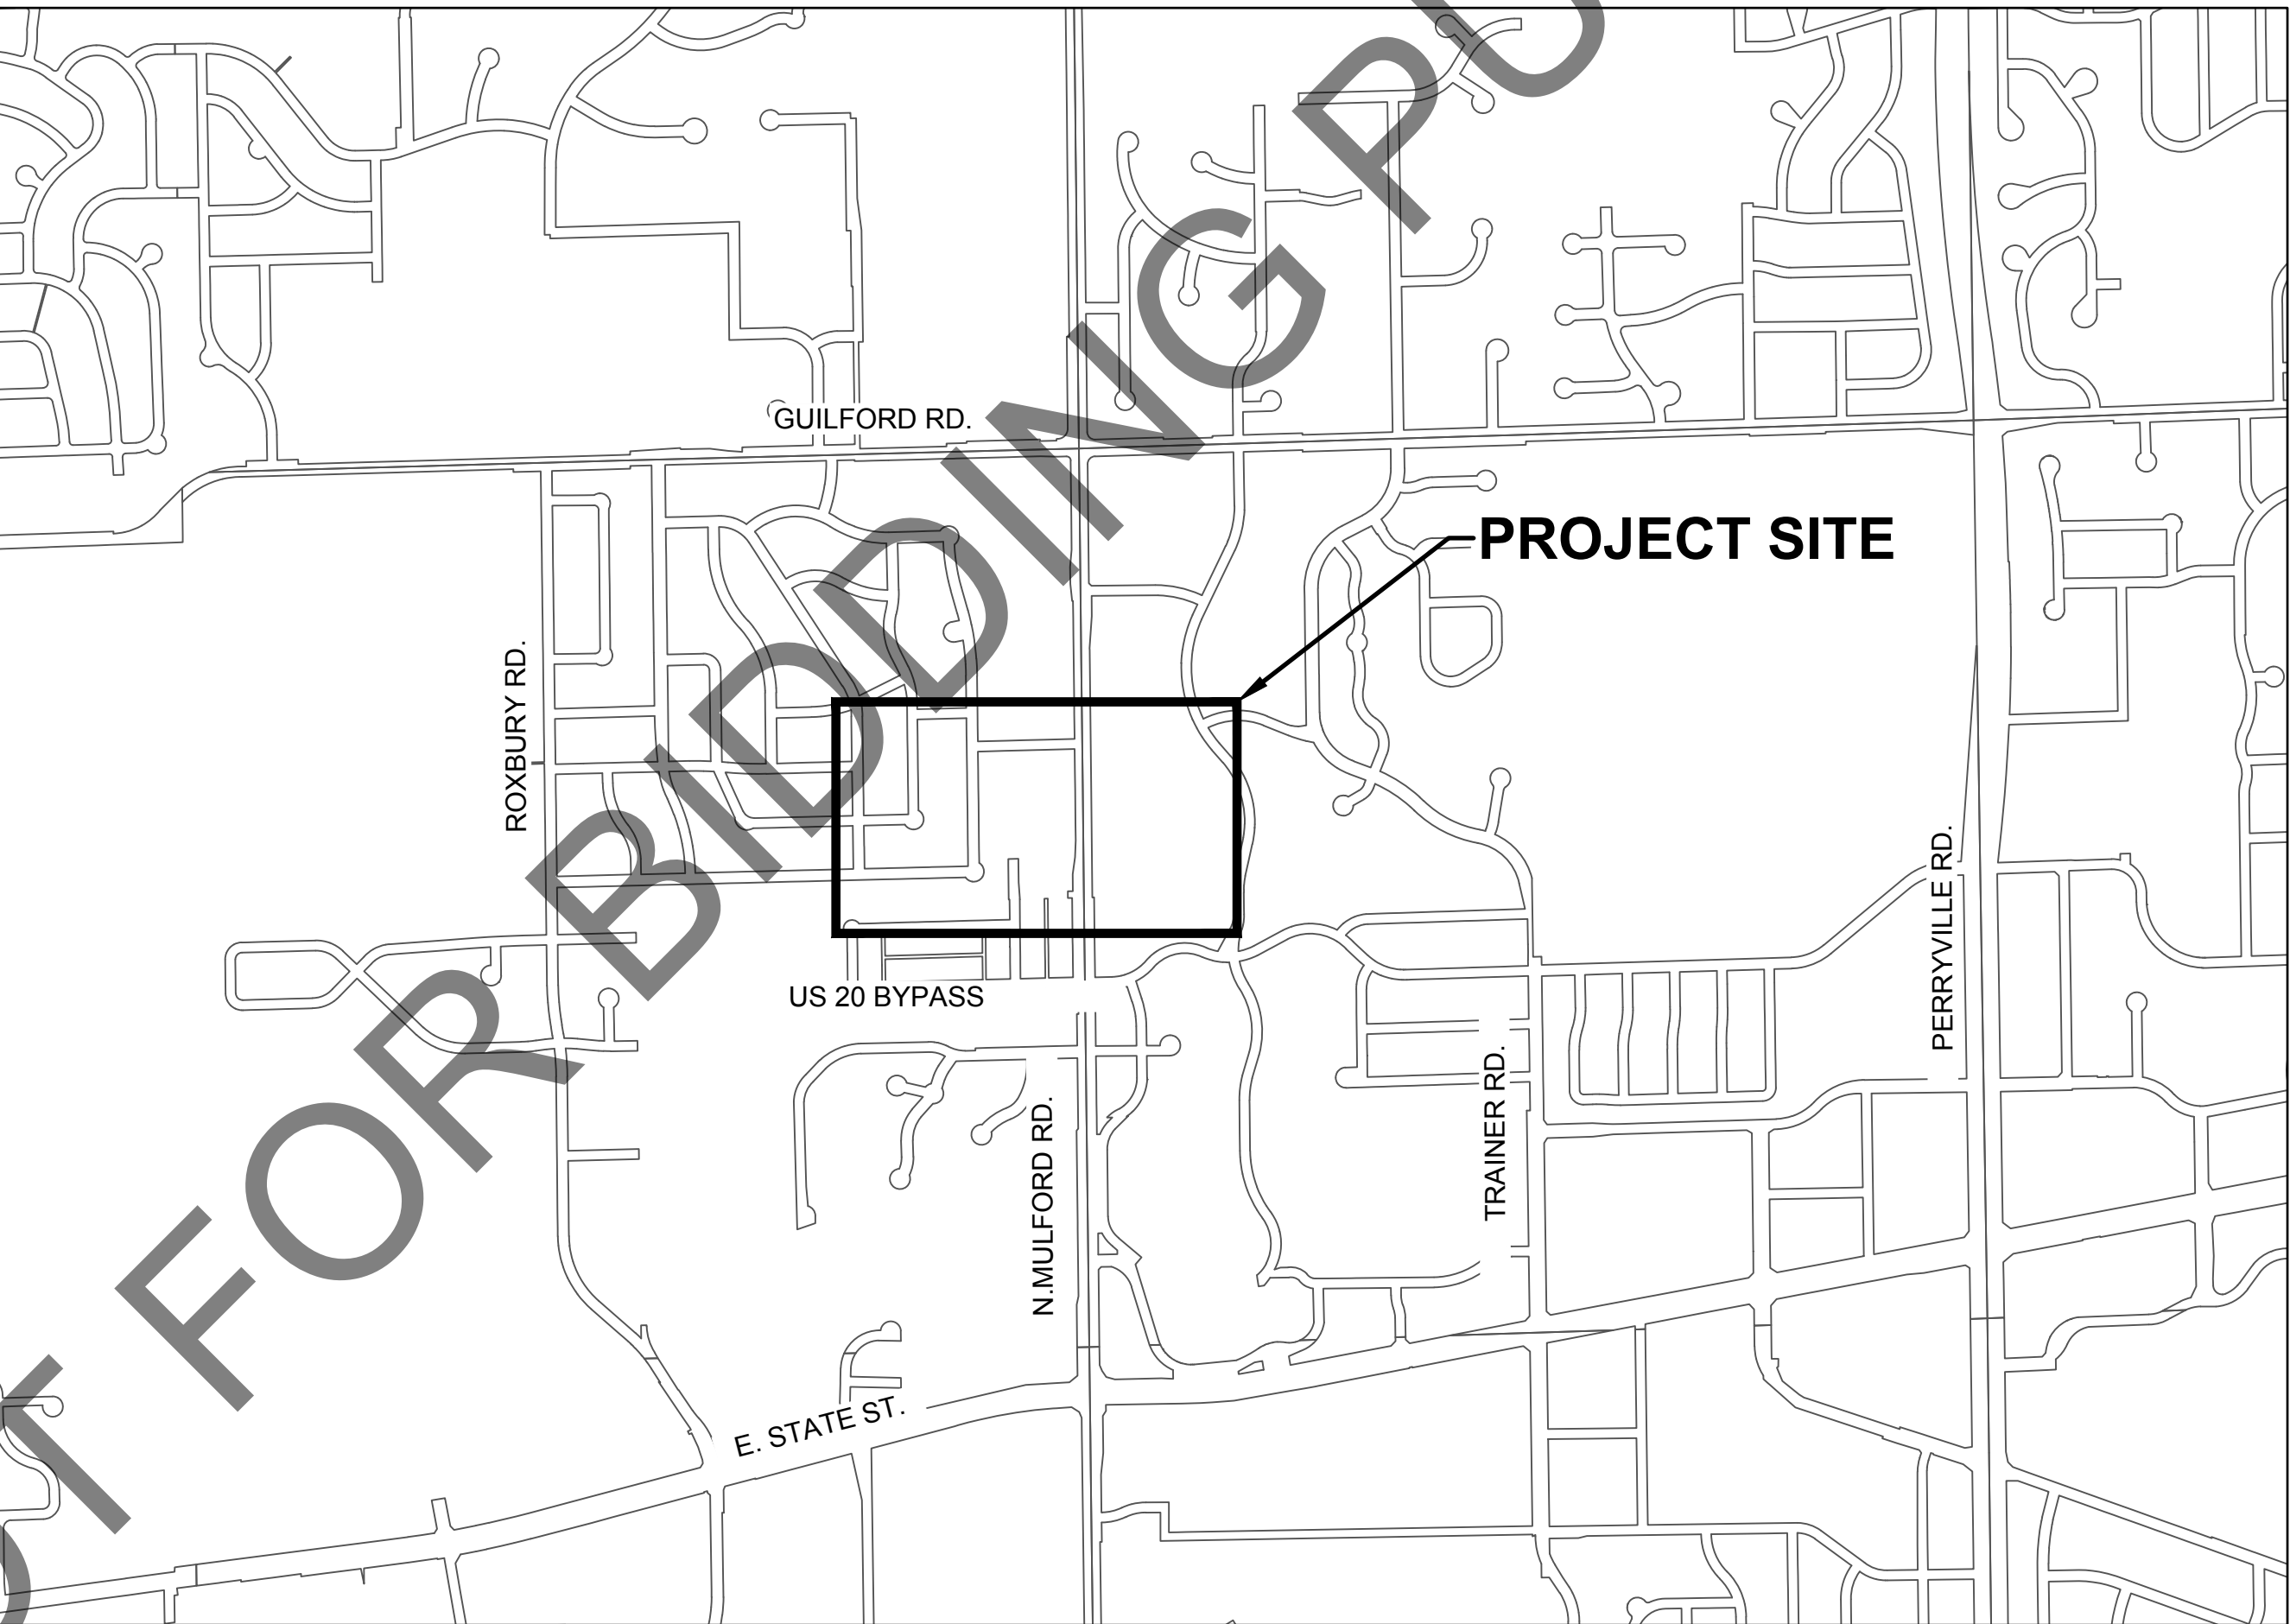 GUILFORD RD.
PROJECT SITE
ROXBURY RD.
PERRYVILLE RD.
US 20 BYPASS
TRAINER RD.
N.MULFORD RD.
E. STATE ST.
FOR BIDDING